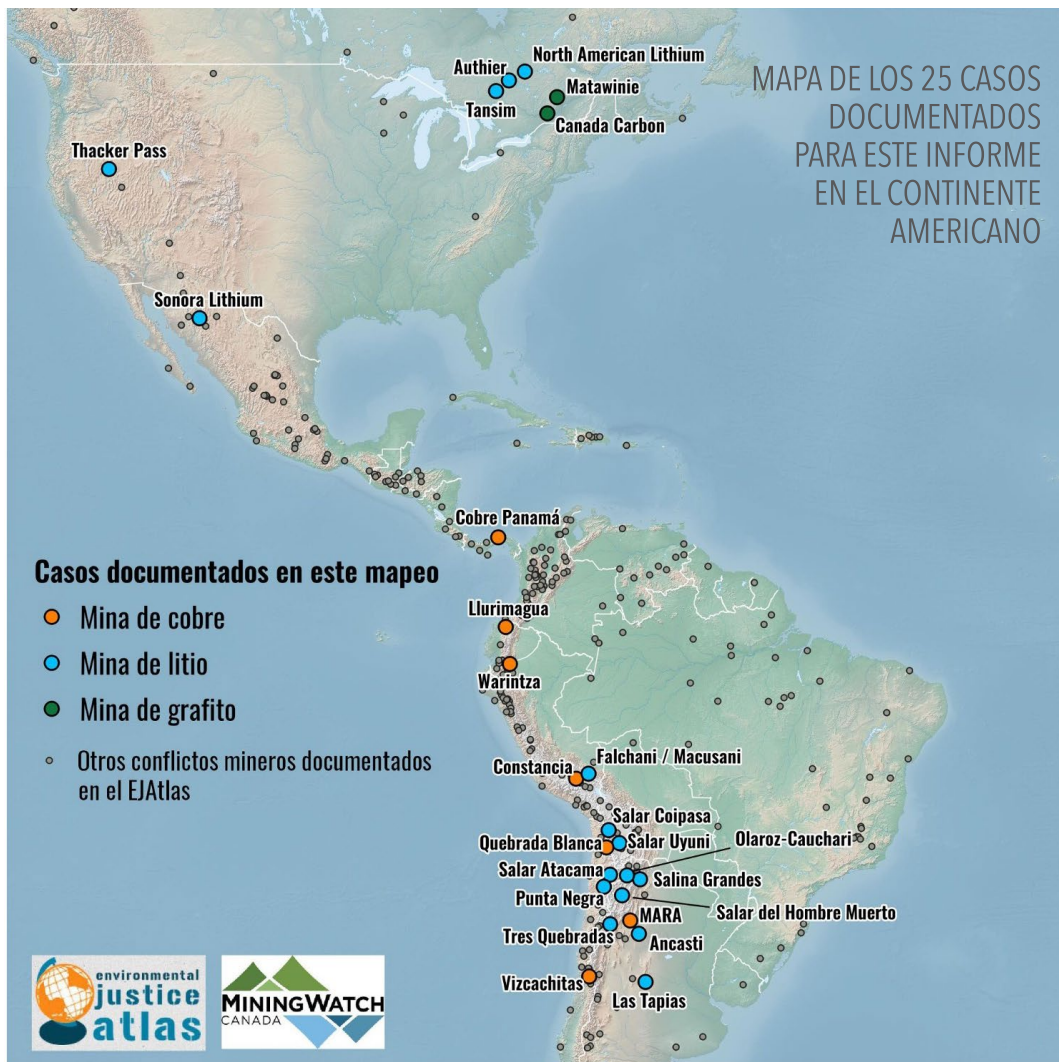 North American Lithium
Authier
Matawinie
Tansim
Canada Carbon
MAPA DE LOS 25 CASOS
DOCUMENTADOS
PARA ESTE INFORME
EN EL CONTINENTE
AMERICANO
Thacker Pass
Sonora Lithium
Cobre Panamá
Casos documentados en este mapeo
Mina de cobre
Mina de litio
Mina de grafito
Otros conflictos mineros documentados
en el EJAtlas
Llurimagua
Warintza
Falchani / Macusani
Constancia
Salar Coipasa
Quebrada Blanca
Salar Uyuni
Olaroz-Cauchari
Salar Atacama
Salina Grandes
Punta Negra
Salar del Hombre Muerto
MARA
Tres Quebradas
Ancasti
Vizcachitas
Las Tapias
environmental
justice
atlas
MININGWATCH
CANADA